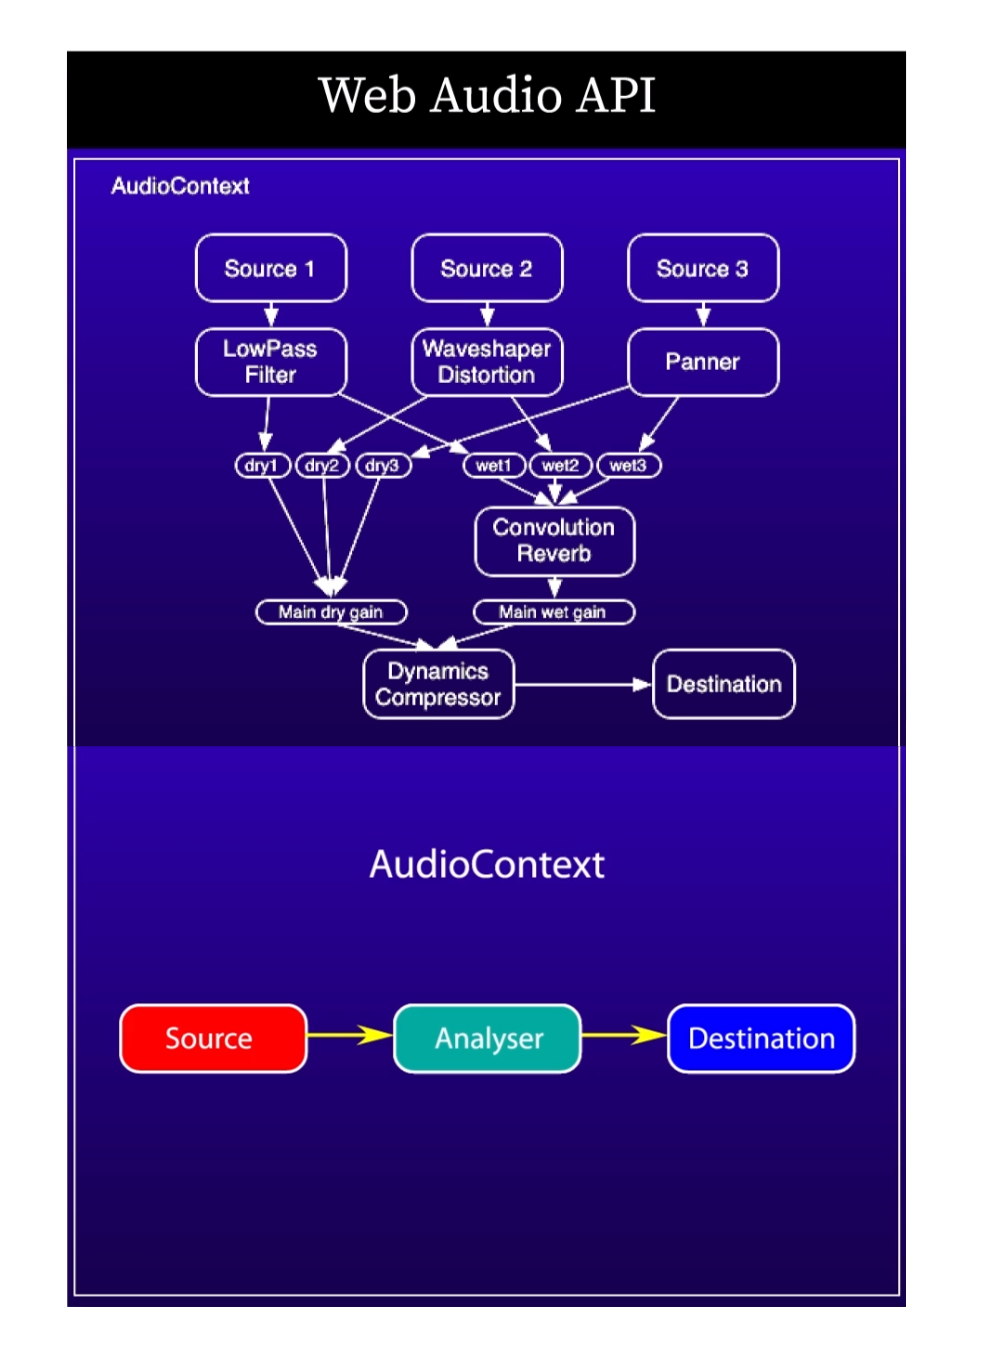 Web Audio API
AudioContext
Source 1
Source 2
Source 3
LowPass
Filter
Waveshaper
Distortion
Panner
dry1
dry2
dry3
wet1
wet2
wet3
Convolution
Reverb
Main dry gain
Main wet gain
Dynamics
Compressor
Destination
AudioContext
Source
Analyser
Destination